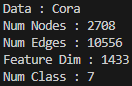 Data : Cora
Num Nodes : 2708
Num Edges : 10556
Feature Dim : 1433
Num Class : 7